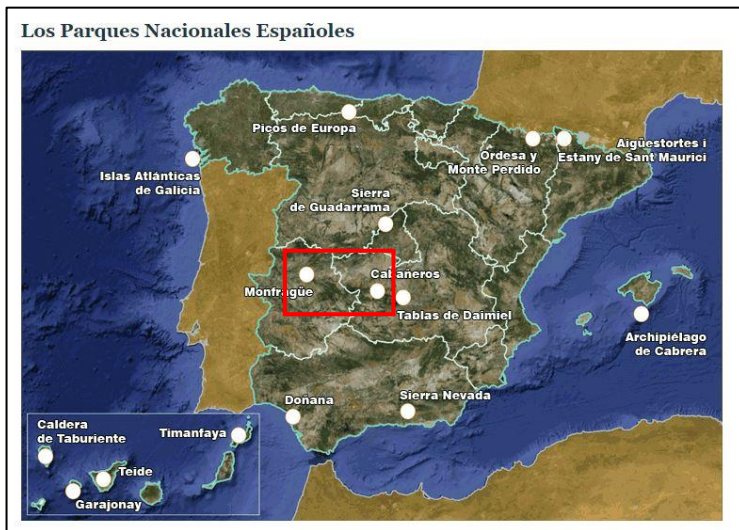 Los Parques Nacionales Españoles
Picos de Europa
Ordesa y
Monte Perdido
Aigüestortes i
Estany de Sant Maurici
Islas Atlánticas
de Galicia
Sierra
de Guadarrama
Monfragüe
Cabañeros
Tablas de Daimiel
Archipiélago
de Cabrera
Doñana
Sierra Nevada
Caldera
de Taburiente
Timanfaya
Teide
Garajonay